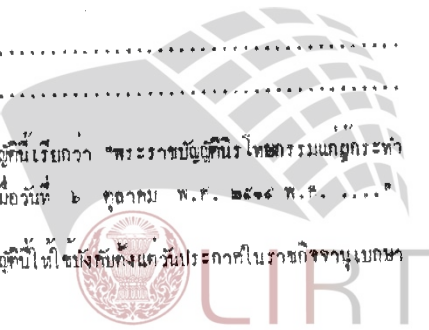 ................................................
................................................
ญัตินี้เรียกว่า "พระราชบัญญัตินิรโทษกรรมแก่ผู้กระทำ
มื่อวันที่ ๖ ตุลาคม พ.ศ. ๒๕๑๙ พ.ศ. ...."
ญัตินี้ให้ใช้บังคับตั้งแต่วันประกาศในราชกิจจานุเบกษา
LIRT